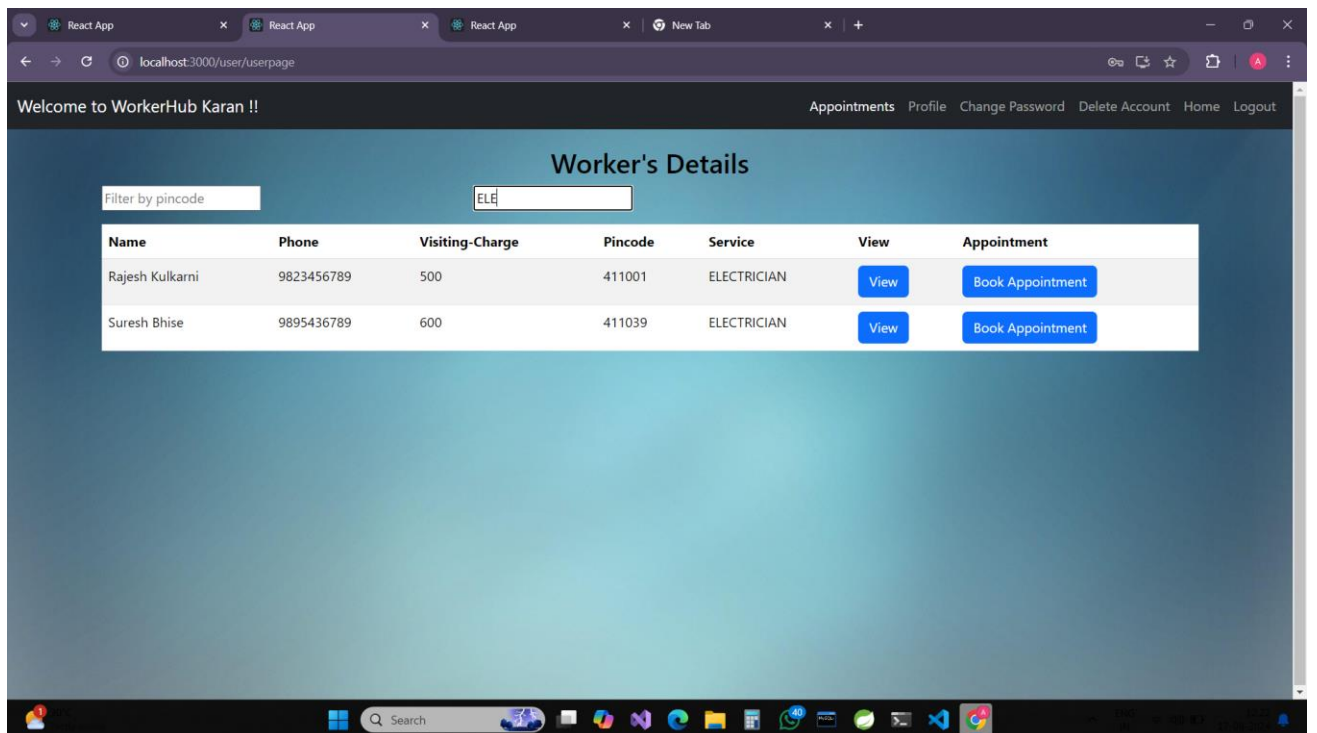 React App React App React App New Tab
localhost:3000/user/userpage A
Welcome to WorkerHub Karan !! Appointments Profile Change Password Delete Account Home Logout
Worker's Details
Filter by pincode ELE
Name Phone Visiting-Charge Pincode Service View Appointment
Rajesh Kulkarni 9823456789 500 411001 ELECTRICIAN View Book Appointment
Suresh Bhise 9895436789 600 411039 ELECTRICIAN View Book Appointment
1 Search 40